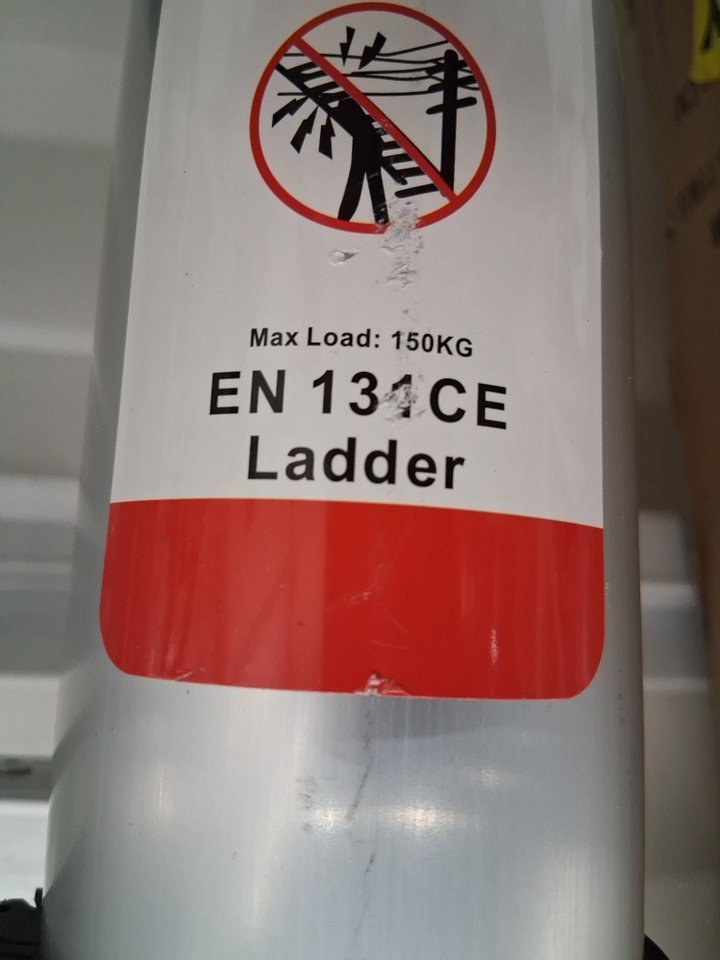 Max Load: 150KG
EN 131CE
Ladder